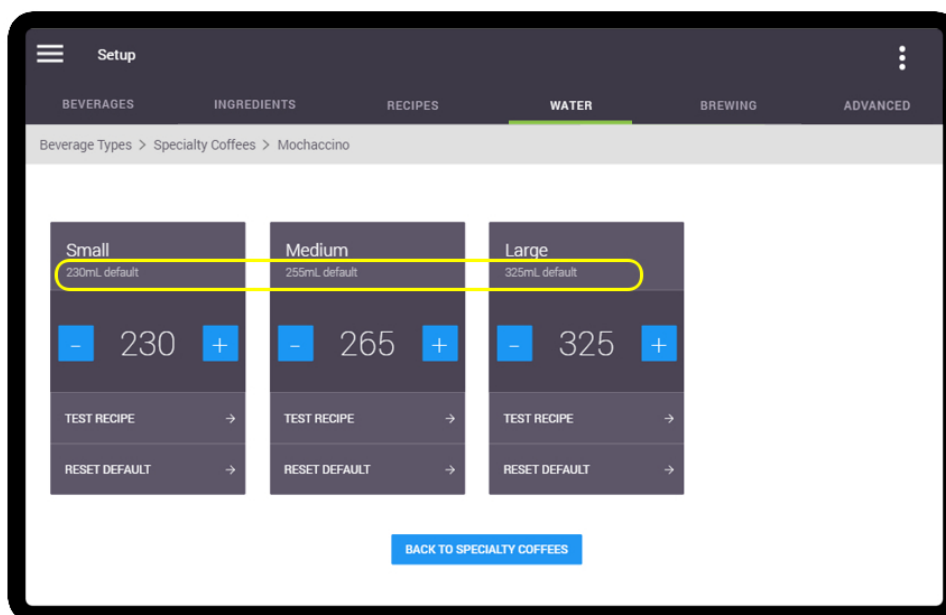 Setup
BEVERAGES INGREDIENTS RECIPES WATER BREWING ADVANCED
Beverage Types > Specialty Coffees > Mochaccino
Small
230mL default
- 230 +
TEST RECIPE →
RESET DEFAULT →
Medium
255mL default
- 265 +
TEST RECIPE →
RESET DEFAULT →
Large
325mL default
- 325 +
TEST RECIPE →
RESET DEFAULT →
BACK TO SPECIALTY COFFEES